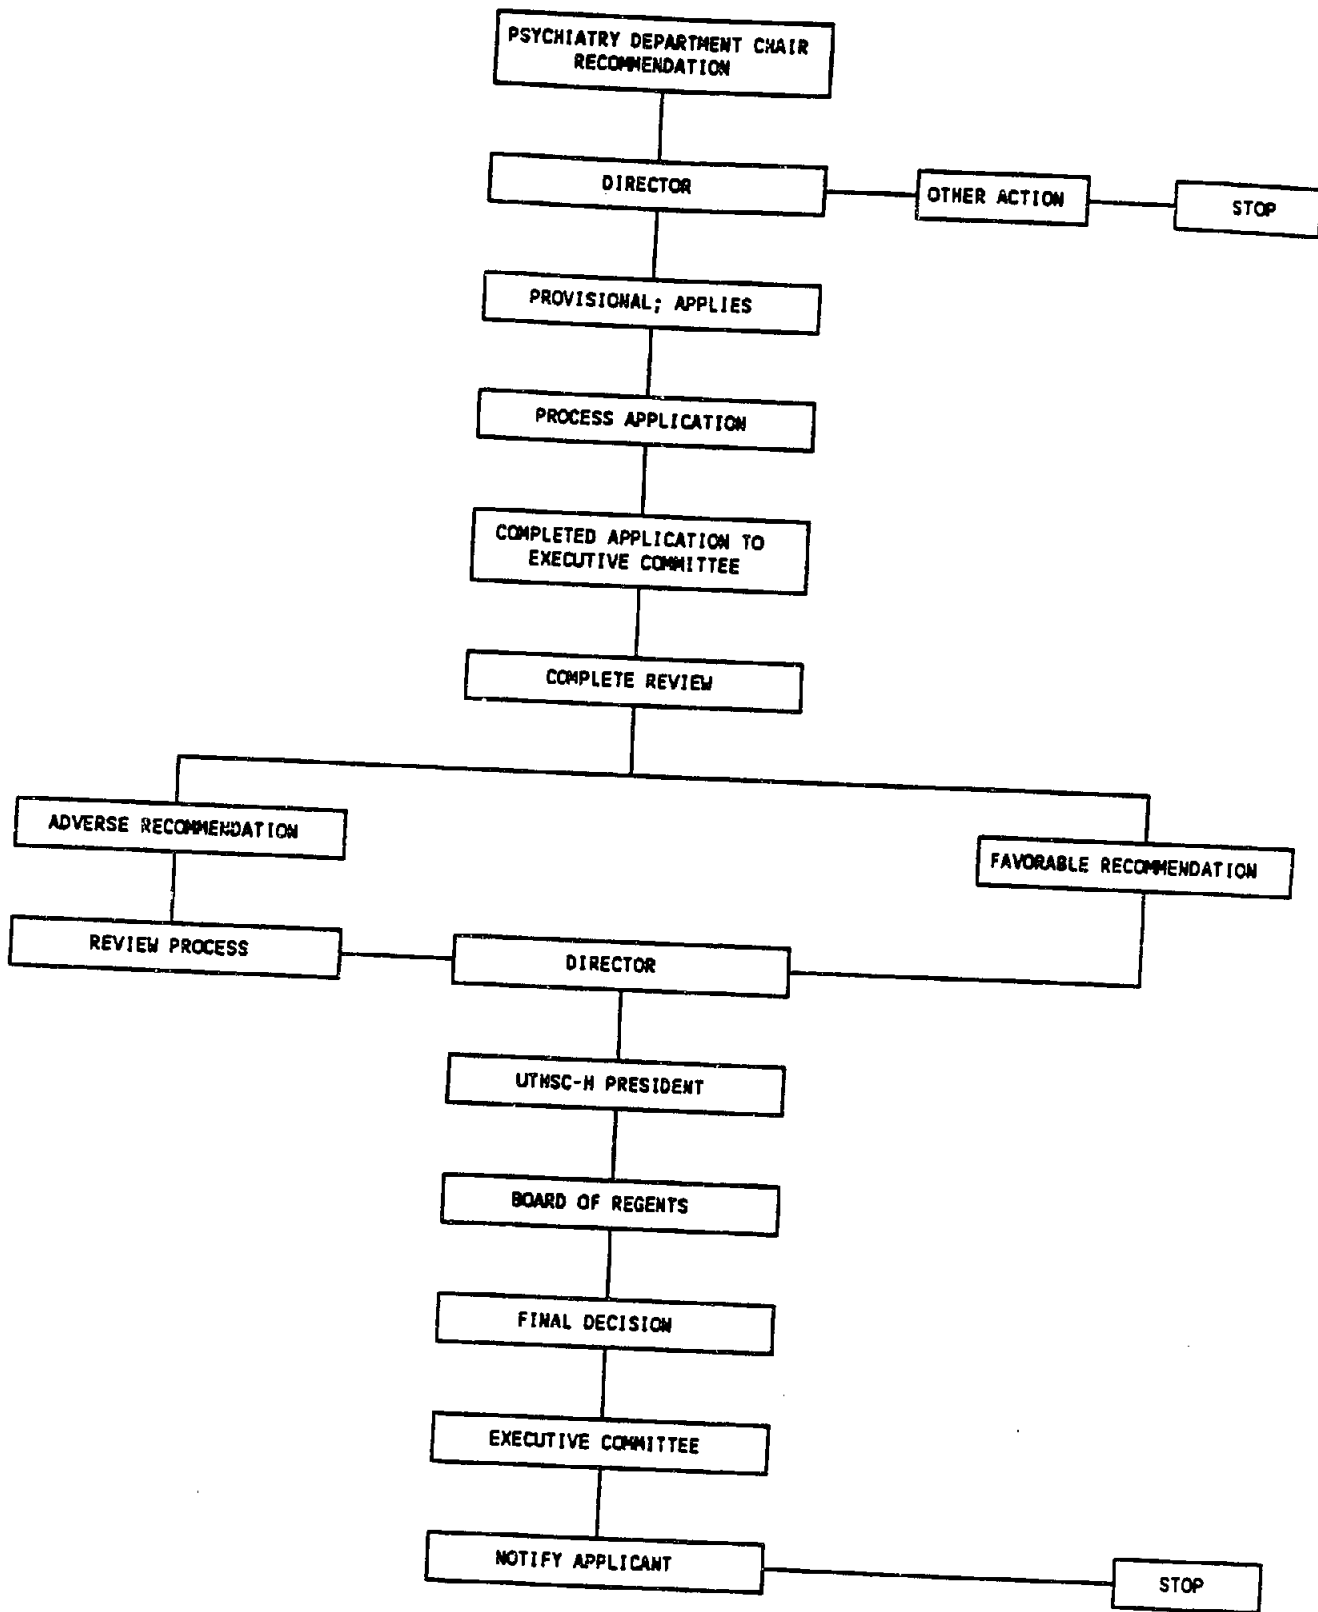 PSYCHIATRY DEPARTMENT CHAIR
RECOMMENDATION
DIRECTOR
OTHER ACTION
STOP
PROVISIONAL; APPLIES
PROCESS APPLICATION
COMPLETED APPLICATION TO
EXECUTIVE COMMITTEE
COMPLETE REVIEW
ADVERSE RECOMMENDATION
FAVORABLE RECOMMENDATION
REVIEW PROCESS
DIRECTOR
UTHSC-H PRESIDENT
BOARD OF REGENTS
FINAL DECISION
EXECUTIVE COMMITTEE
NOTIFY APPLICANT
STOP